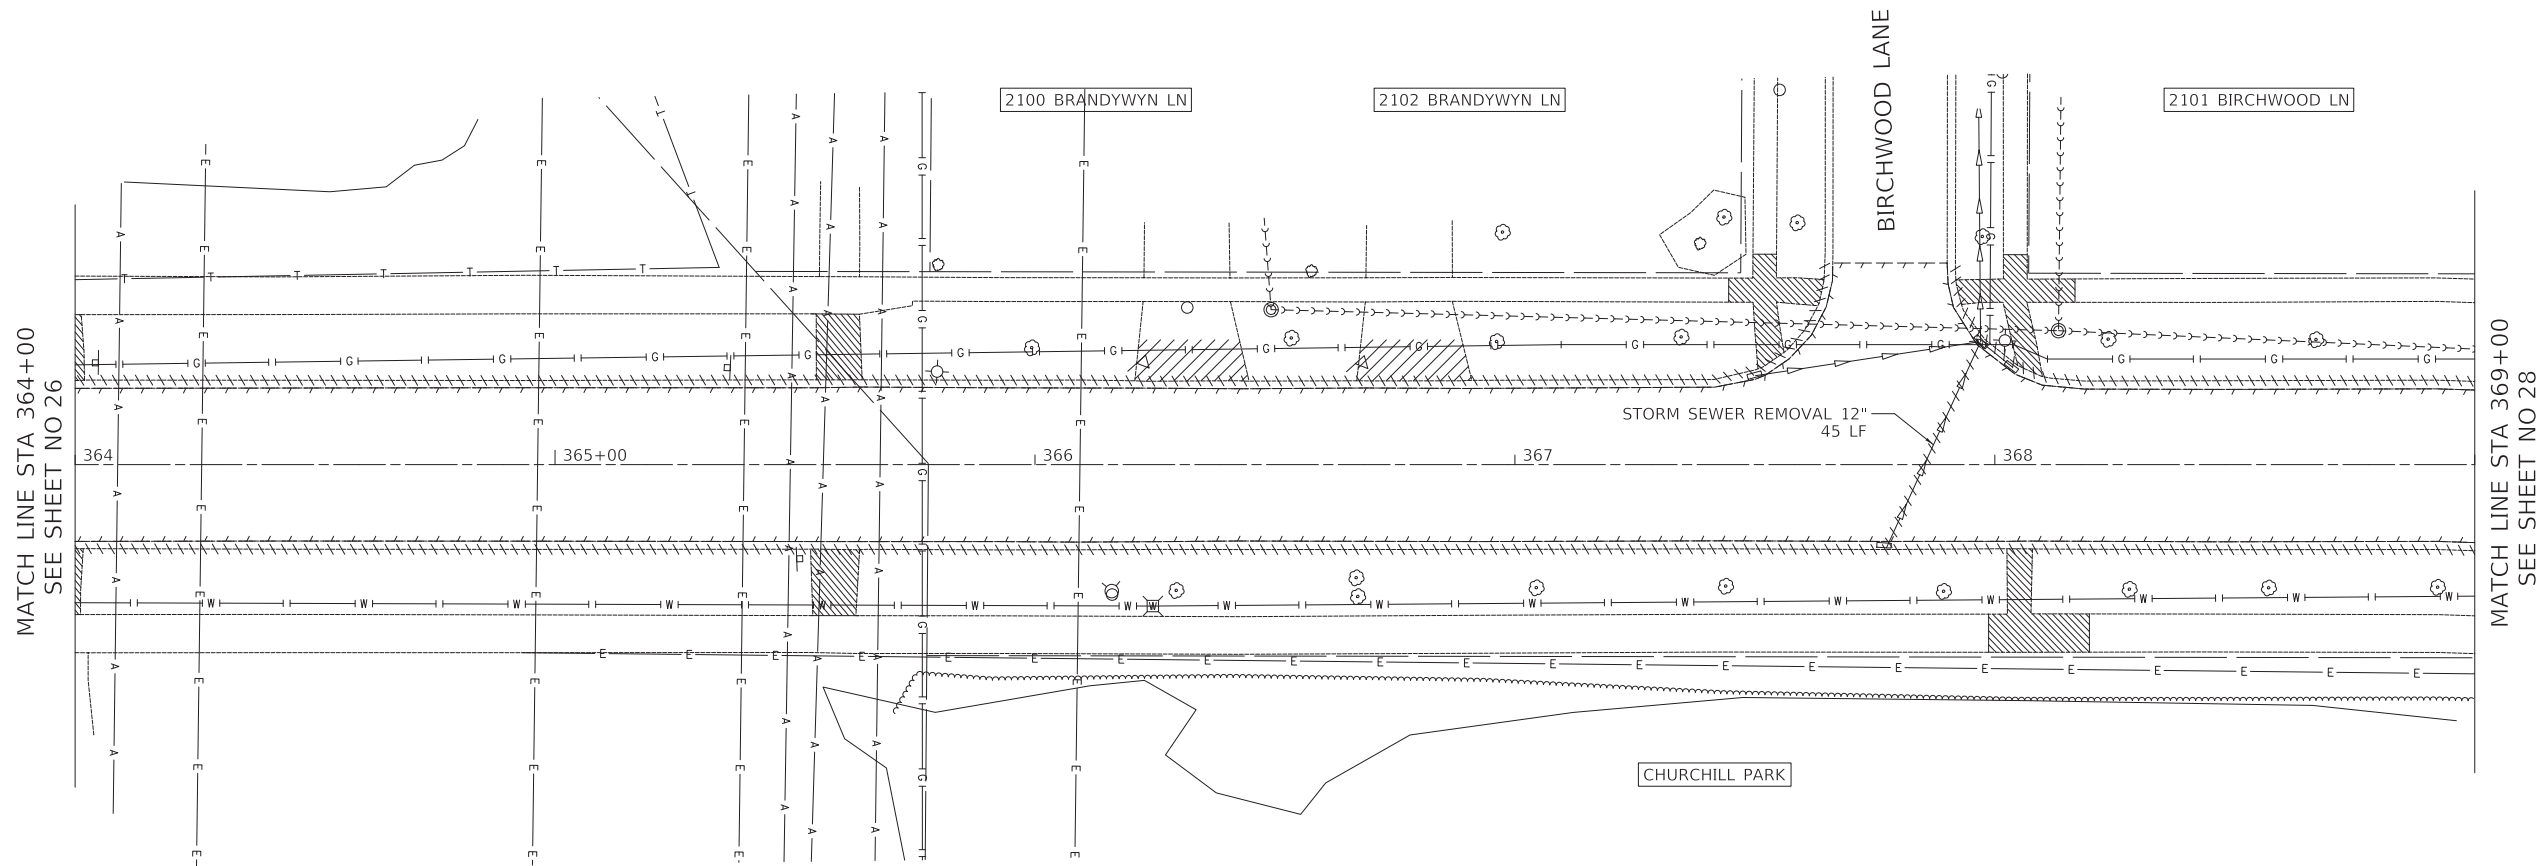 BIRCHWOOD LANE
2100 BRANDYWYN LN
2102 BRANDYWYN LN
2101 BIRCHWOOD LN
MATCH LINE STA 364+00
SEE SHEET NO 26
STORM SEWER REMOVAL 12"
45 LF
364
365+00
366
367
368
MATCH LINE STA 369+00
SEE SHEET NO 28
CHURCHILL PARK